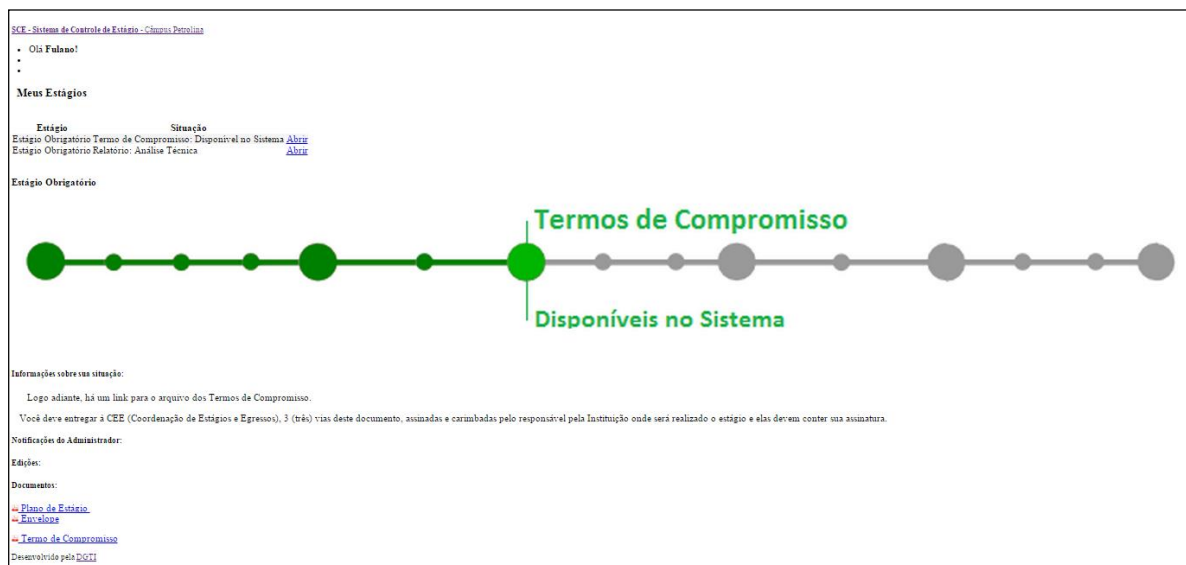 SCE - Sistema de Controle de Estágio - Câmpus Petrolina
Olá Fulano!
Meus Estágios
Estágio Situação
Estágio Obrigatório Termo de Compromisso: Disponível no Sistema Abrir
Estágio Obrigatório Relatório: Análise Técnica Abrir
Estágio Obrigatório
Termos de Compromisso
Disponíveis no Sistema
Informações sobre sua situação:
Logo adiante, há um link para o arquivo dos Termos de Compromisso.
Você deve entregar à CEE (Coordenação de Estágios e Egressos), 3 (três) vias deste documento, assinadas e carimbadas pelo responsável pela Instituição onde será realizado o estágio e elas devem conter sua assinatura.
Notificações do Administrador:
Edições:
Documentos:
Plano de Estágio
Envelope
Termo de Compromisso
Desenvolvido pela DGTI